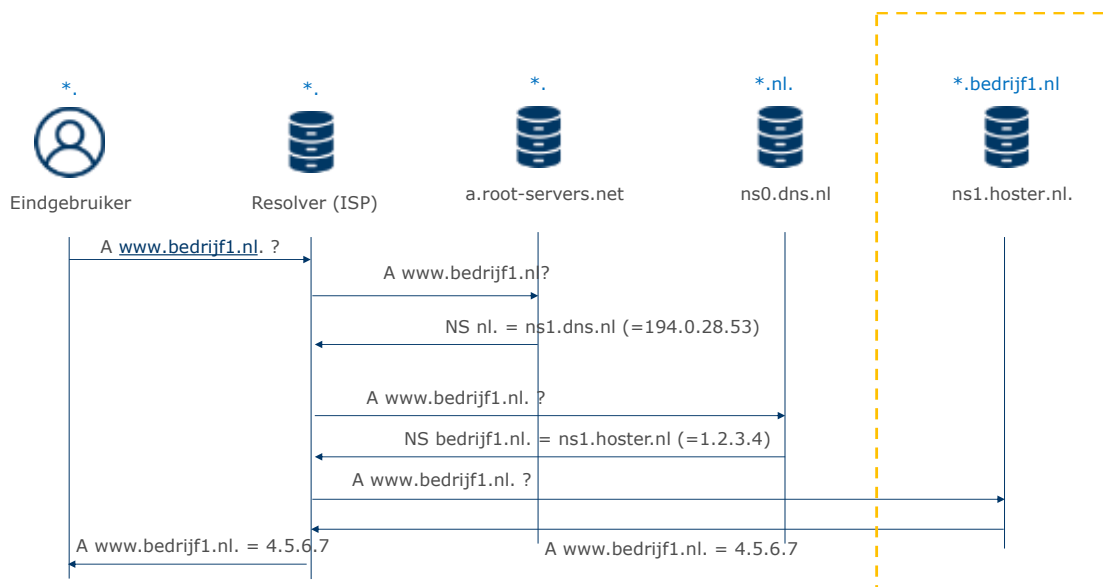 *.
*.
*.
*.nl.
*.bedrijf1.nl
Eindgebruiker
Resolver (ISP)
a.root-servers.net
ns0.dns.nl
ns1.hoster.nl.
A www.bedrijf1.nl. ?
A www.bedrijf1.nl?
NS nl. = ns1.dns.nl (=194.0.28.53)
A www.bedrijf1.nl. ?
NS bedrijf1.nl. = ns1.hoster.nl (=1.2.3.4)
A www.bedrijf1.nl. ?
A www.bedrijf1.nl. = 4.5.6.7
A www.bedrijf1.nl. = 4.5.6.7